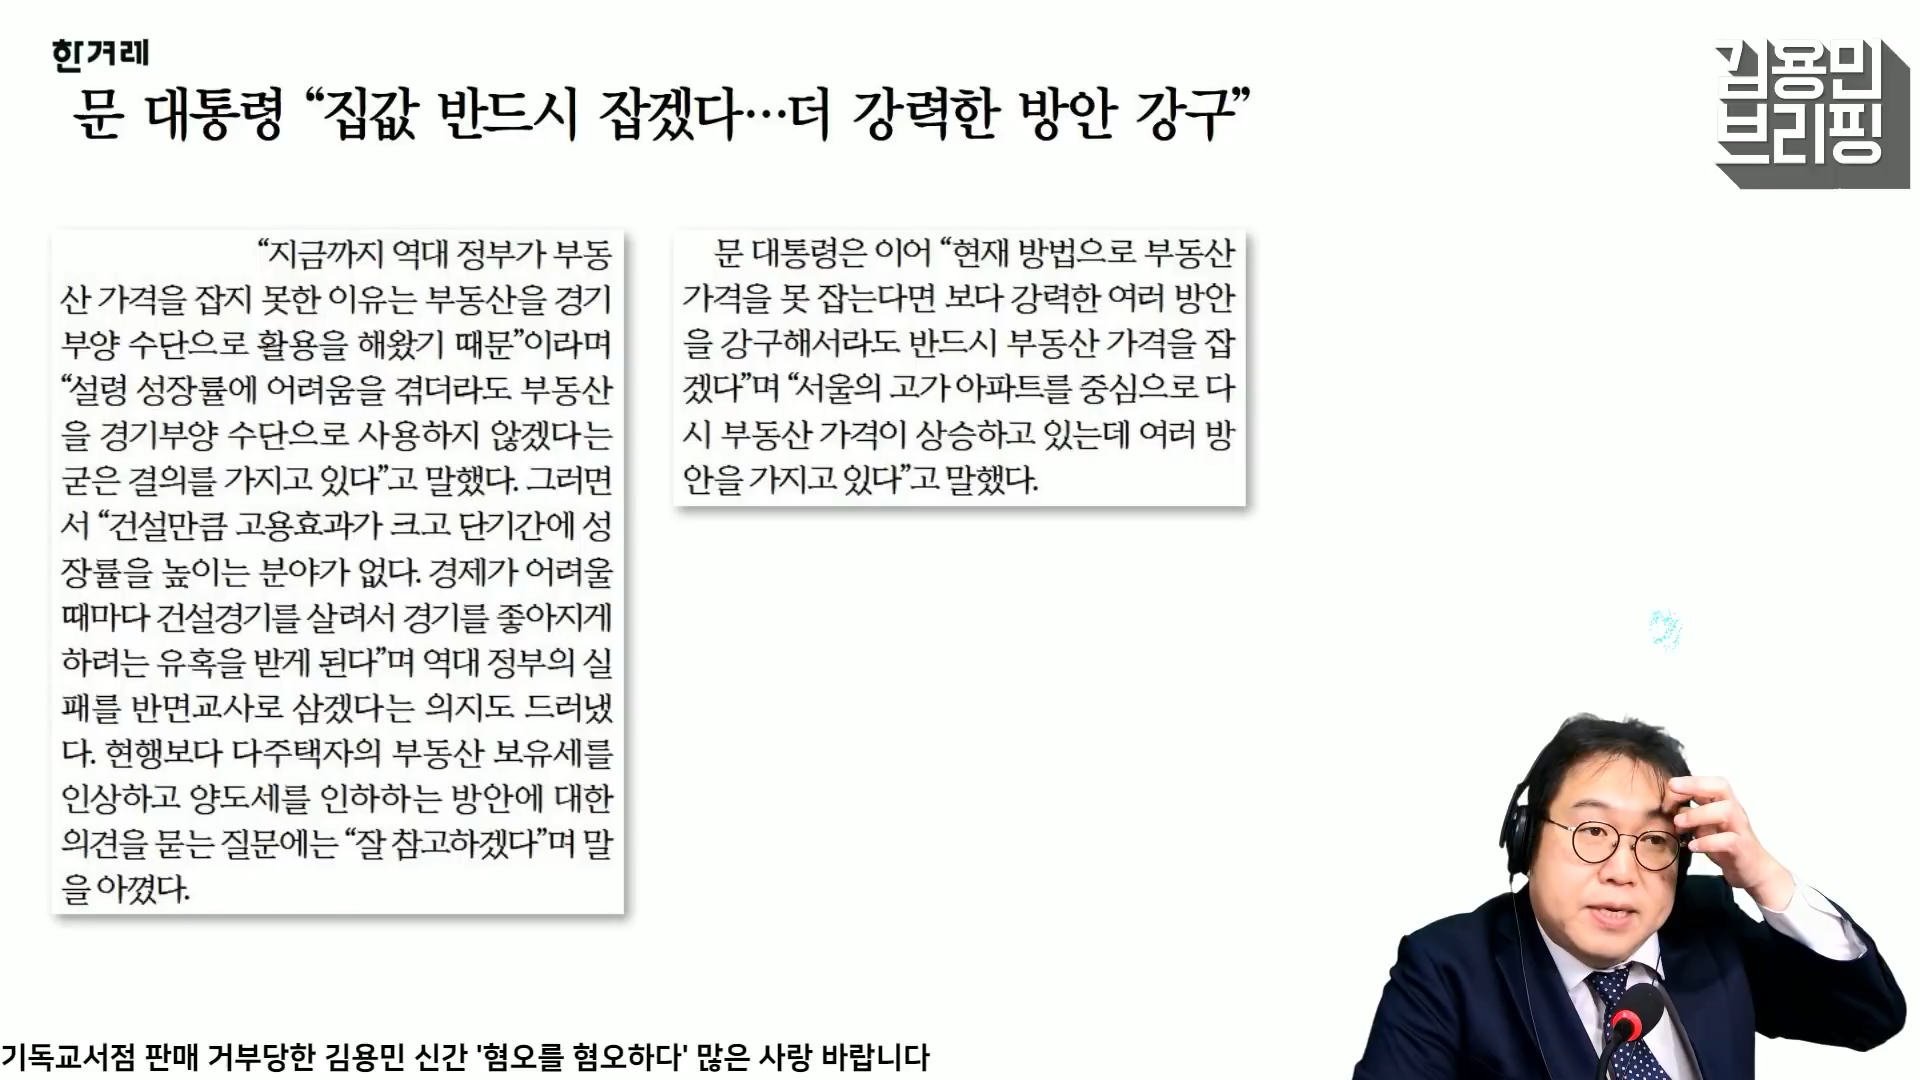 한겨레
문 대통령 “집값 반드시 잡겠다…더 강력한 방안 강구”
김용민
브리핑
“지금까지 역대 정부가 부동
산 가격을 잡지 못한 이유는 부동산을 경기
부양 수단으로 활용을 해왔기 때문”이라며
“설령 성장률에 어려움을 겪더라도 부동산
을 경기부양 수단으로 사용하지 않겠다는
굳은 결의를 가지고 있다”고 말했다. 그러면
서 “건설만큼 고용효과가 크고 단기간에 성
장률을 높이는 분야가 없다. 경제가 어려울
때마다 건설경기를 살려서 경기를 좋아지게
하려는 유혹을 받게 된다”며 역대 정부의 실
패를 반면교사로 삼겠다는 의지도 드러냈
다. 현행보다 다주택자의 부동산 보유세를
인상하고 양도세를 인하하는 방안에 대한
의견을 묻는 질문에는 “잘 참고하겠다”며 말
을 아꼈다.
문 대통령은 이어 “현재 방법으로 부동산
가격을 못 잡는다면 보다 강력한 여러 방안
을 강구해서라도 반드시 부동산 가격을 잡
겠다”며 “서울의 고가 아파트를 중심으로 다
시 부동산 가격이 상승하고 있는데 여러 방
안을 가지고 있다”고 말했다.
기독교서점 판매 거부당한 김용민 신간 '혐오를 혐오하다' 많은 사랑 바랍니다